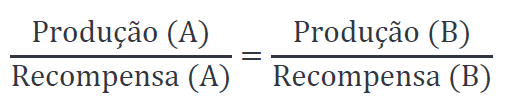 Produção (A) = Produção (B)
Recompensa (A) Recompensa (B)